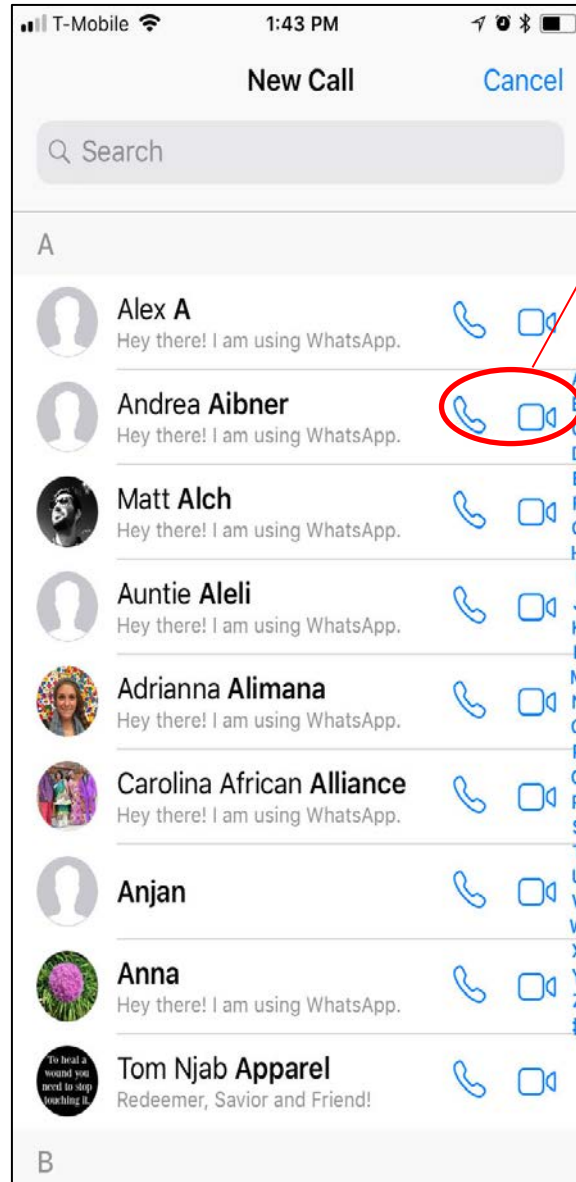 T-Mobile 1:43 PM
New Call Cancel
Search
A
Alex A
Hey there! I am using WhatsApp.
Andrea Aibner
Hey there! I am using WhatsApp.
Matt Alch
Hey there! I am using WhatsApp.
Auntie Aleli
Hey there! I am using WhatsApp.
Adrianna Alimana
Hey there! I am using WhatsApp.
Carolina African Alliance
Hey there! I am using WhatsApp.
Anjan
Anna
Hey there! I am using WhatsApp.
To heal a
wound you
need to stop
touching it.
Tom Njab Apparel
Redeemer, Savior and Friend!
B